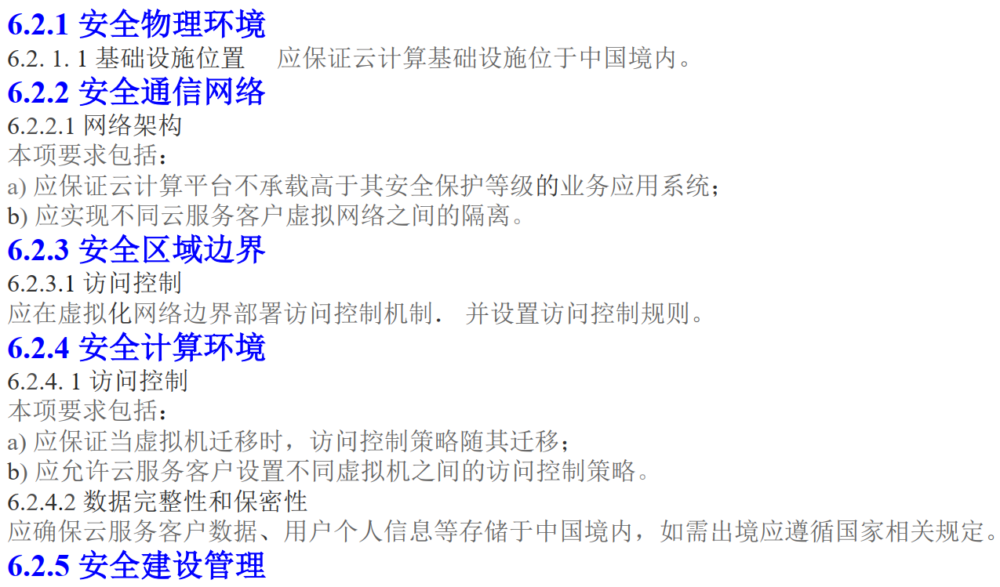 6.2.1 安全物理环境
6.2. 1. 1 基础设施位置 应保证云计算基础设施位于中国境内。
6.2.2 安全通信网络
6.2.2.1 网络架构
本项要求包括：
a) 应保证云计算平台不承载高于其安全保护等级的业务应用系统；
b) 应实现不同云服务客户虚拟网络之间的隔离。
6.2.3 安全区域边界
6.2.3.1 访问控制
应在虚拟化网络边界部署访问控制机制． 并设置访问控制规则。
6.2.4 安全计算环境
6.2.4. 1 访问控制
本项要求包括：
a) 应保证当虚拟机迁移时，访问控制策略随其迁移；
b) 应允许云服务客户设置不同虚拟机之间的访问控制策略。
6.2.4.2 数据完整性和保密性
应确保云服务客户数据、用户个人信息等存储于中国境内，如需出境应遵循国家相关规定。
6.2.5 安全建设管理